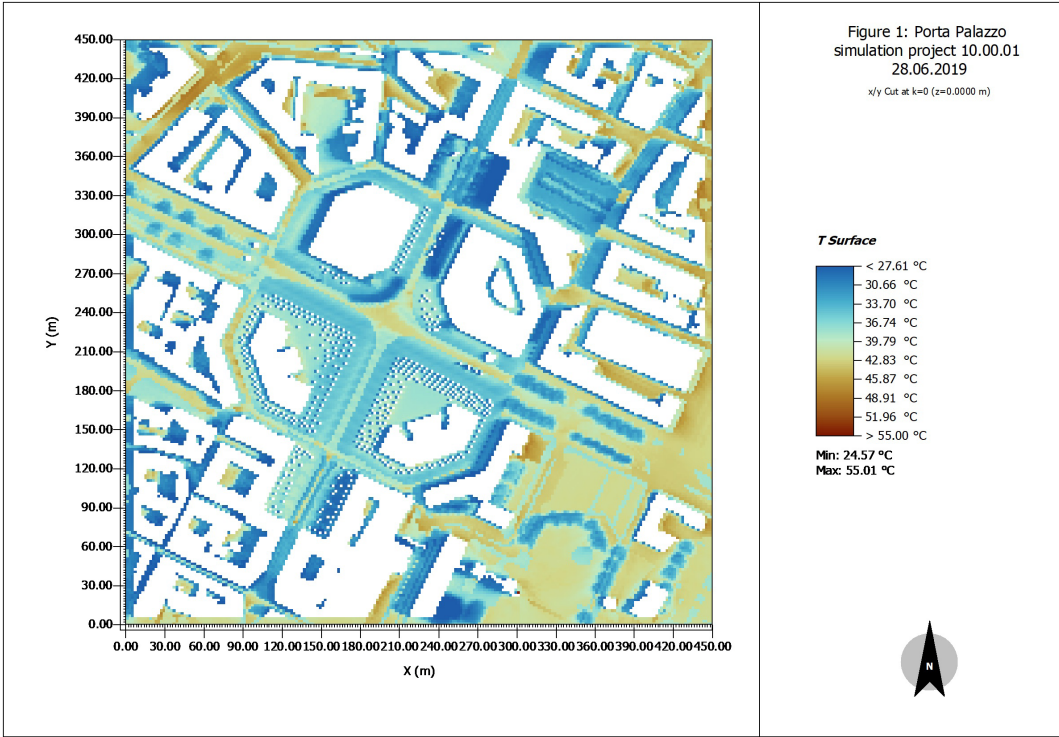 Figure 1: Porta Palazzo
simulation project 10.00.01
28.06.2019
x/y Cut at k=0 (z=0.0000 m)
450.00
420.00
390.00
360.00
330.00
300.00
270.00
240.00
210.00
180.00
150.00
120.00
90.00
60.00
30.00
0.00
Y (m)
0.00 30.00 60.00 90.00 120.00 150.00 180.00 210.00 240.00 270.00 300.00 330.00 360.00 390.00 420.00 450.00
X (m)
T Surface
< 27.61 °C
30.66 °C
33.70 °C
36.74 °C
39.79 °C
42.83 °C
45.87 °C
48.91 °C
51.96 °C
> 55.00 °C
Min: 24.57 °C
Max: 55.01 °C
N